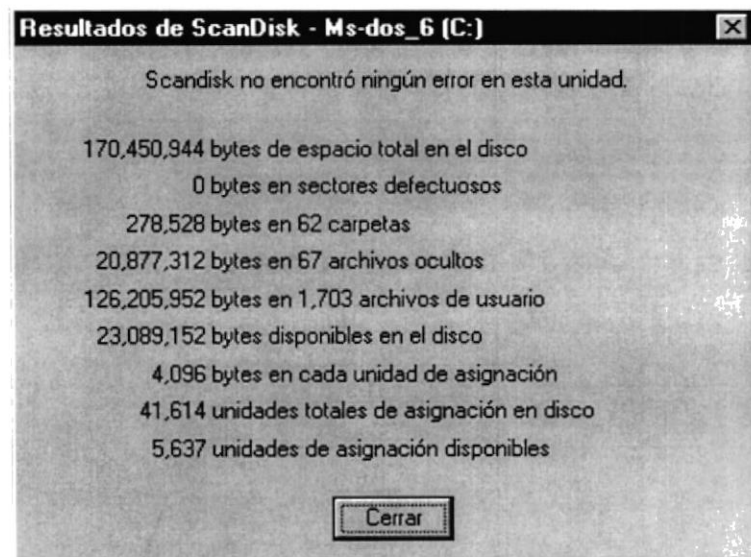 Resultados de ScanDisk - Ms-dos_6 (C:)
Scandisk no encontró ningún error en esta unidad.
170,450,944 bytes de espacio total en el disco
0 bytes en sectores defectuosos
278,528 bytes en 62 carpetas
20,877,312 bytes en 67 archivos ocultos
126,205,952 bytes en 1,703 archivos de usuario
23,089,152 bytes disponibles en el disco
4,096 bytes en cada unidad de asignación
41,614 unidades totales de asignación en disco
5,637 unidades de asignación disponibles
Cerrar